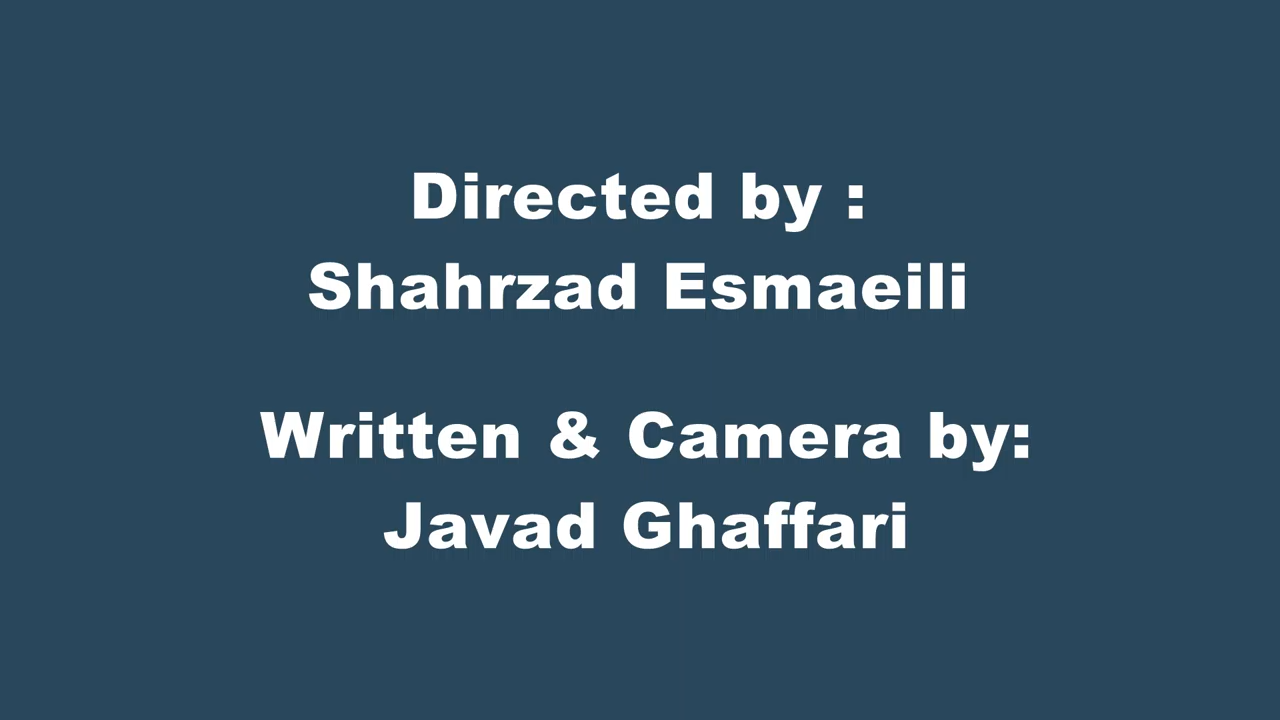 Directed by :
Shahrzad Esmaeili
Written & Camera by:
Javad Ghaffari